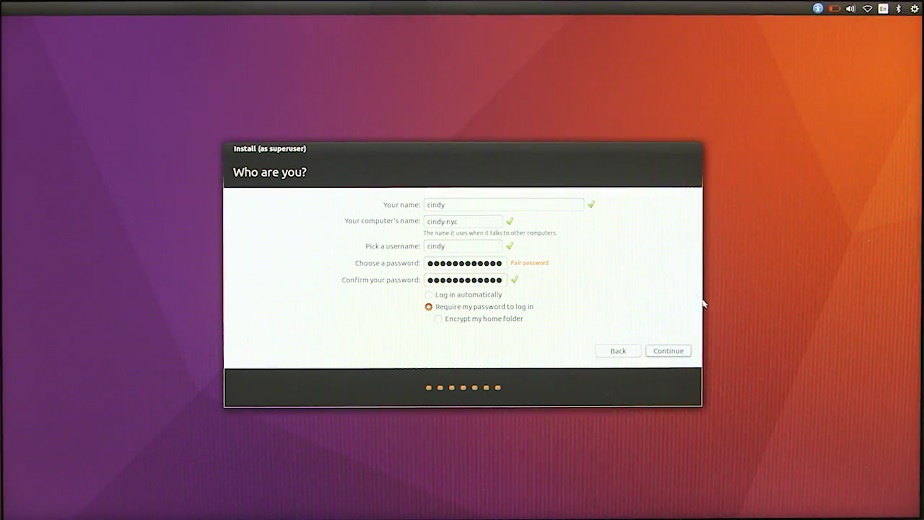 En
Install (as superuser)
Who are you?
Your name: cindy
Your computer's name: cindy-nyc
The name it uses when it talks to other computers.
Pick a username: cindy
Choose a password: ●●●●●●●●●●●● Fair password
Confirm your password: ●●●●●●●●●●●●
Log in automatically
Require my password to log in
Encrypt my home folder
Back Continue